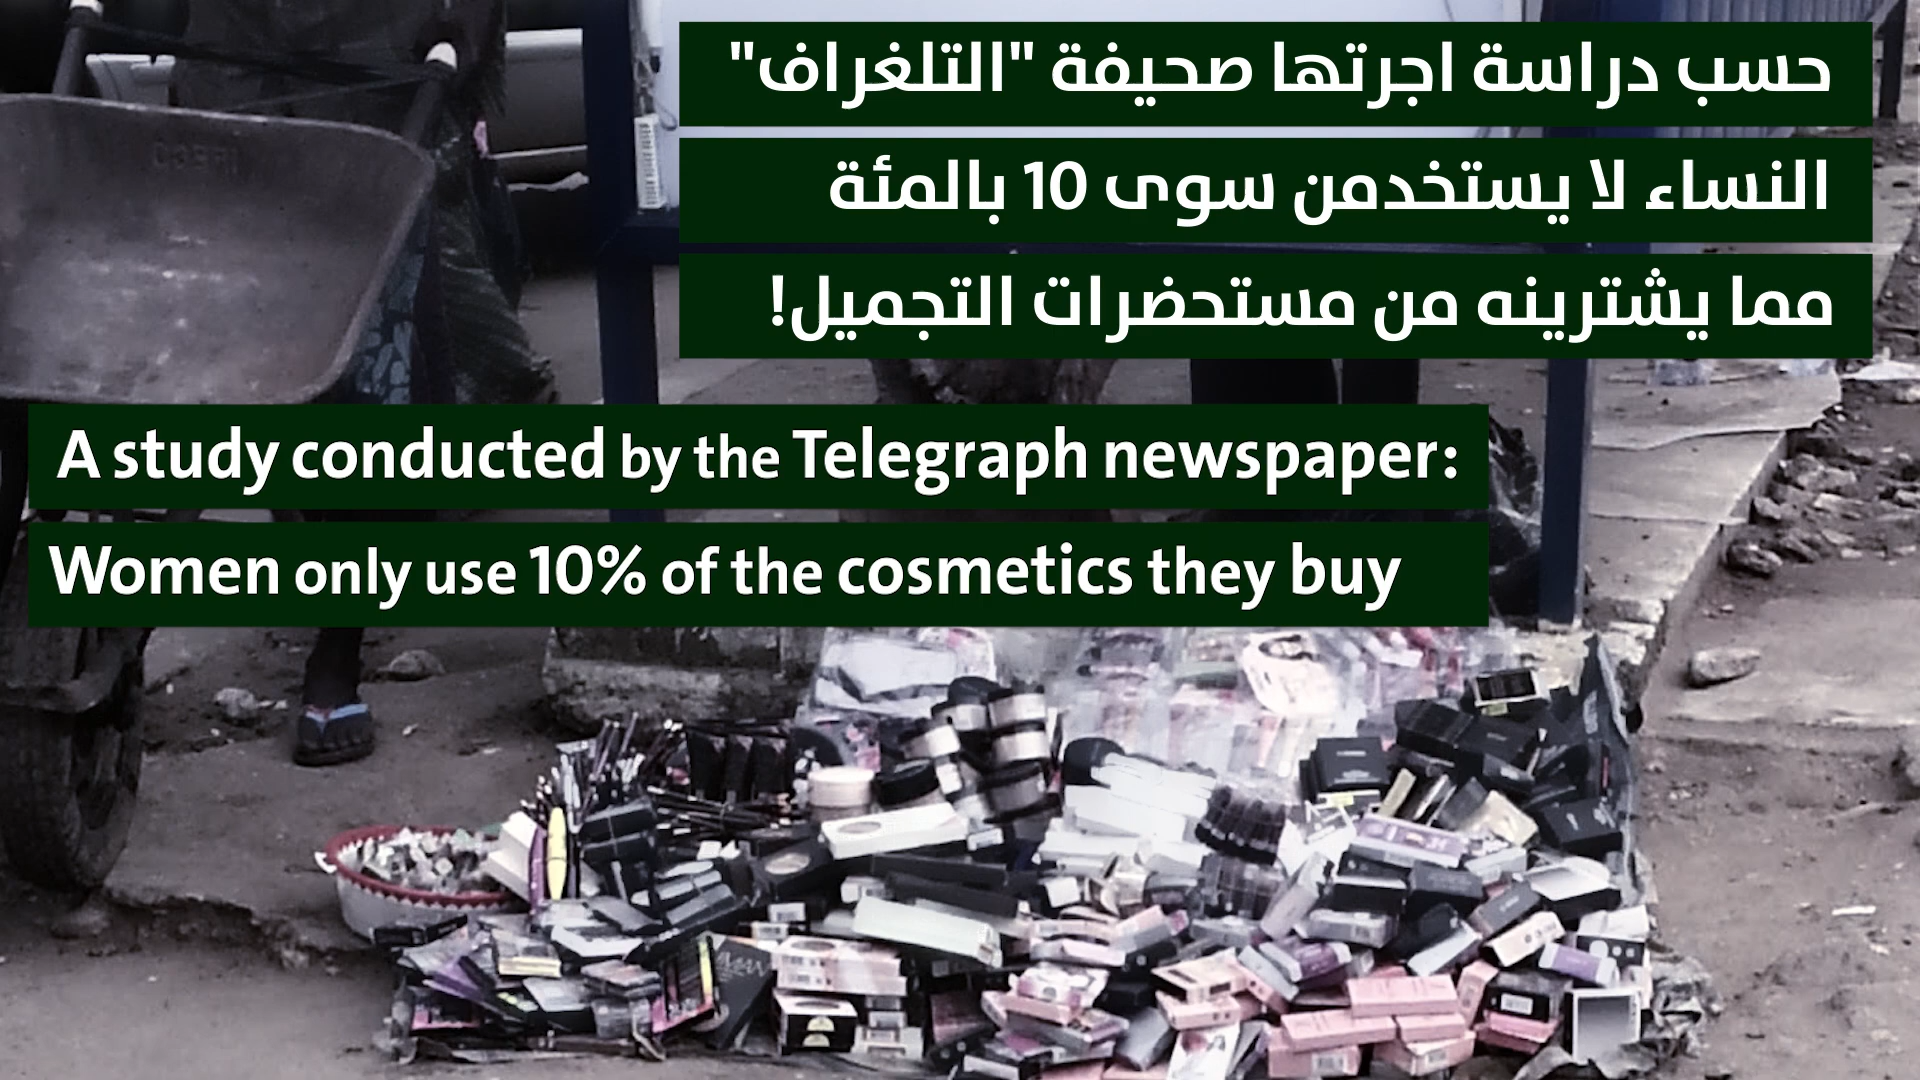 حسب دراسة اجرتها صحيفة "التلغراف"
النساء لا يستخدمن سوى 10 بالمئة
مما يشترينه من مستحضرات التجميل!
A study conducted by the Telegraph newspaper:
Women only use 10% of the cosmetics they buy